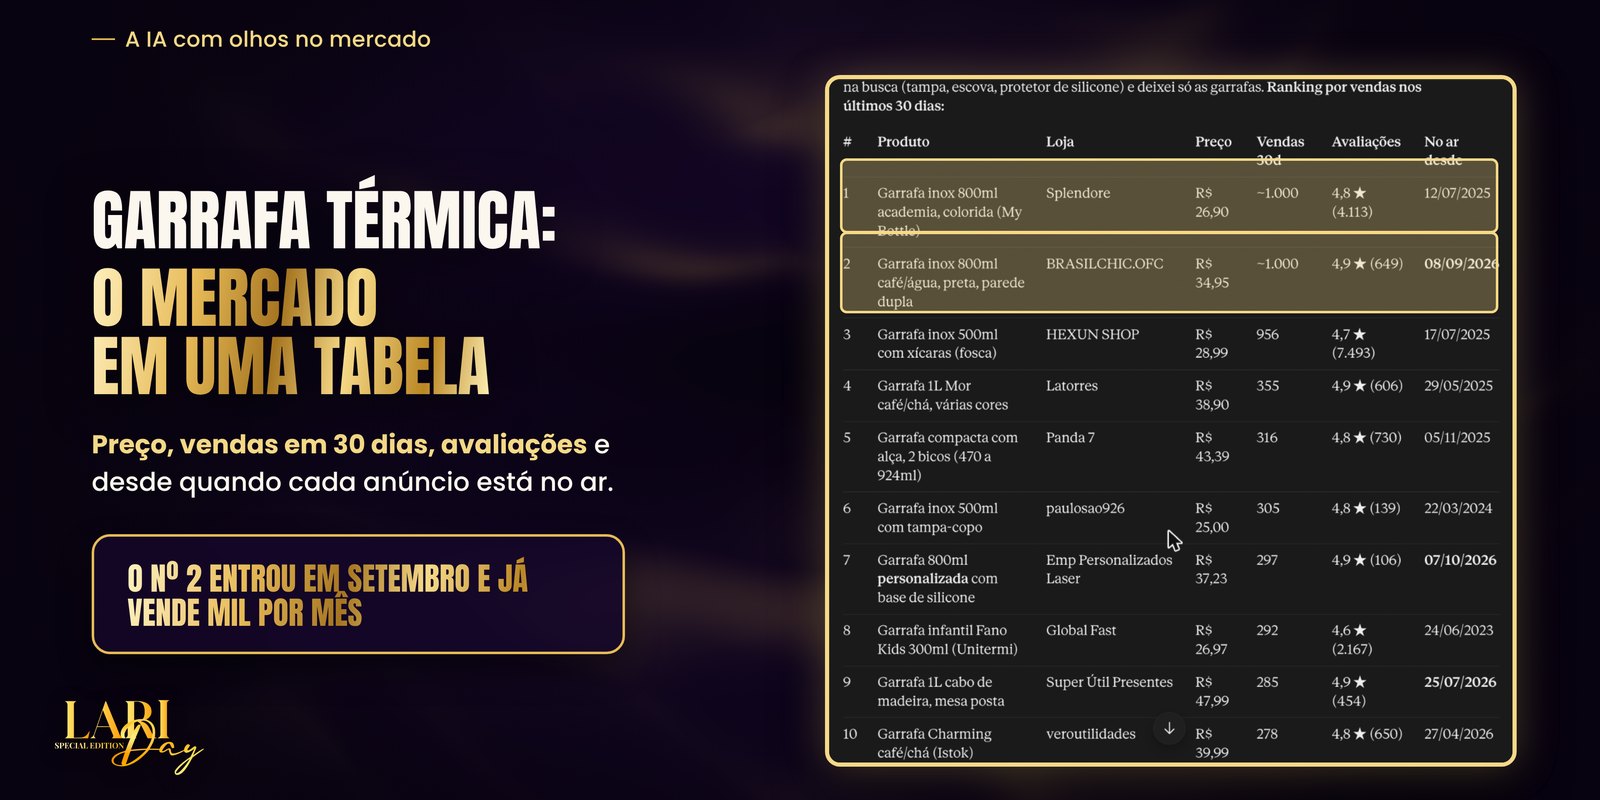 — A IA com olhos no mercado
GARRAFA TÉRMICA:
O MERCADO
EM UMA TABELA
Preço, vendas em 30 dias, avaliações e
desde quando cada anúncio está no ar.
O Nº 2 ENTROU EM SETEMBRO E JÁ
VENDE MIL POR MÊS
LARI
SPECIAL EDITION Day
na busca (tampa, escova, protetor de silicone) e deixei só as garrafas. Ranking por vendas nos
últimos 30 dias:
# Produto Loja Preço Vendas Avaliações No ar
30d desde
1 Garrafa inox 800ml Splendore R$ ~1.000 4,8 ★ 12/07/2025
academia, colorida (My 26,90 (4.113)
Bottle)
2 Garrafa inox 800ml BRASILCHIC.OFC R$ ~1.000 4,9 ★ (649) 08/09/2026
café/água, preta, parede 34,95
dupla
3 Garrafa inox 500ml HEXUN SHOP R$ 956 4,7 ★ 17/07/2025
com xícaras (fosca) 28,99 (7.493)
4 Garrafa 1L Mor Latorres R$ 355 4,9 ★ (606) 29/05/2025
café/chá, várias cores 38,90
5 Garrafa compacta com Panda 7 R$ 316 4,8 ★ (730) 05/11/2025
alça, 2 bicos (470 a 43,39
924ml)
6 Garrafa inox 500ml paulosao926 R$ 305 4,8 ★ (139) 22/03/2024
com tampa-copo 25,00
7 Garrafa 800ml Emp Personalizados R$ 297 4,9 ★ (106) 07/10/2026
personalizada com Laser 37,23
base de silicone
8 Garrafa infantil Fano Global Fast R$ 292 4,6 ★ 24/06/2023
Kids 300ml (Unitermi) 26,97 (2.167)
9 Garrafa 1L cabo de Super Útil Presentes R$ 285 4,9 ★ 25/07/2026
madeira, mesa posta 47,99 (454)
10 Garrafa Charming veroutilidades R$ 278 4,8 ★ (650) 27/04/2026
café/chá (Istok) 39,99